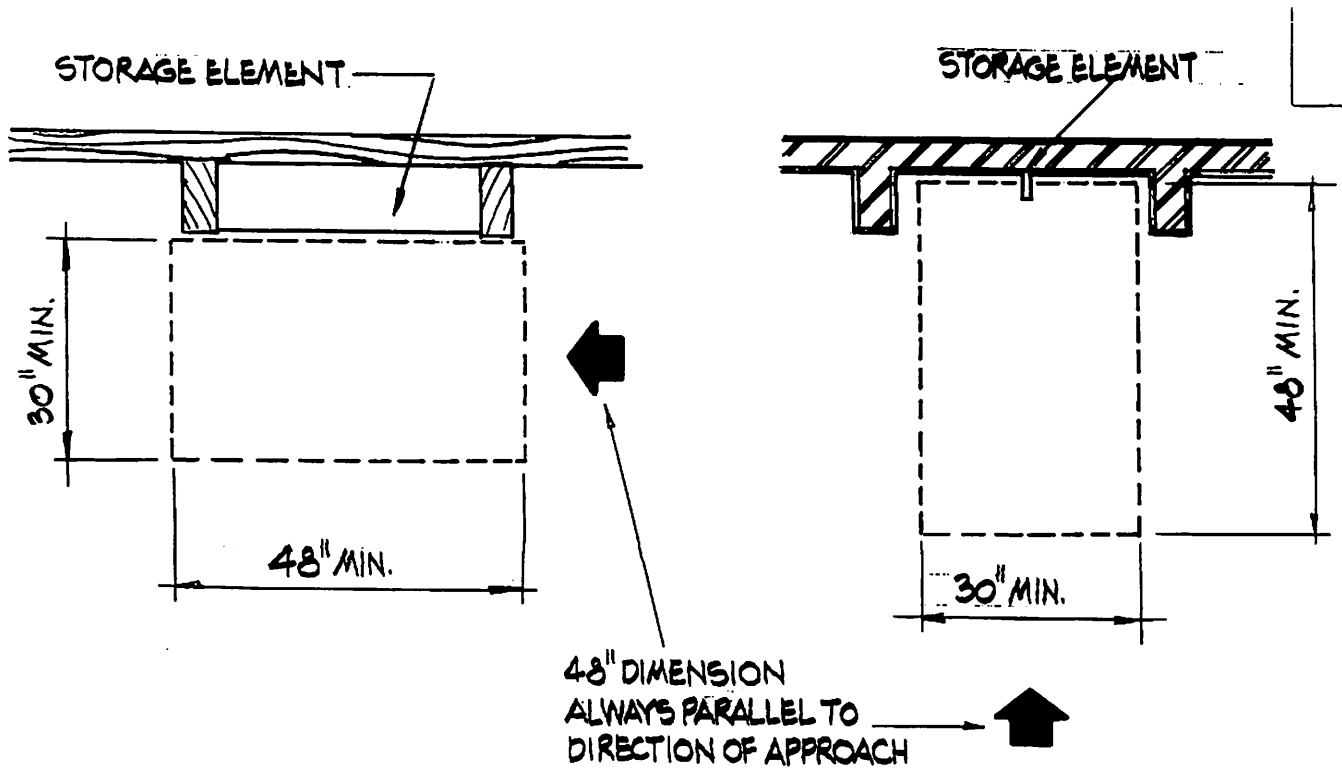 STORAGE ELEMENT
STORAGE ELEMENT
30" MIN.
48" MIN.
48" MIN.
30" MIN.
48" DIMENSION
ALWAYS PARALLEL TO
DIRECTION OF APPROACH